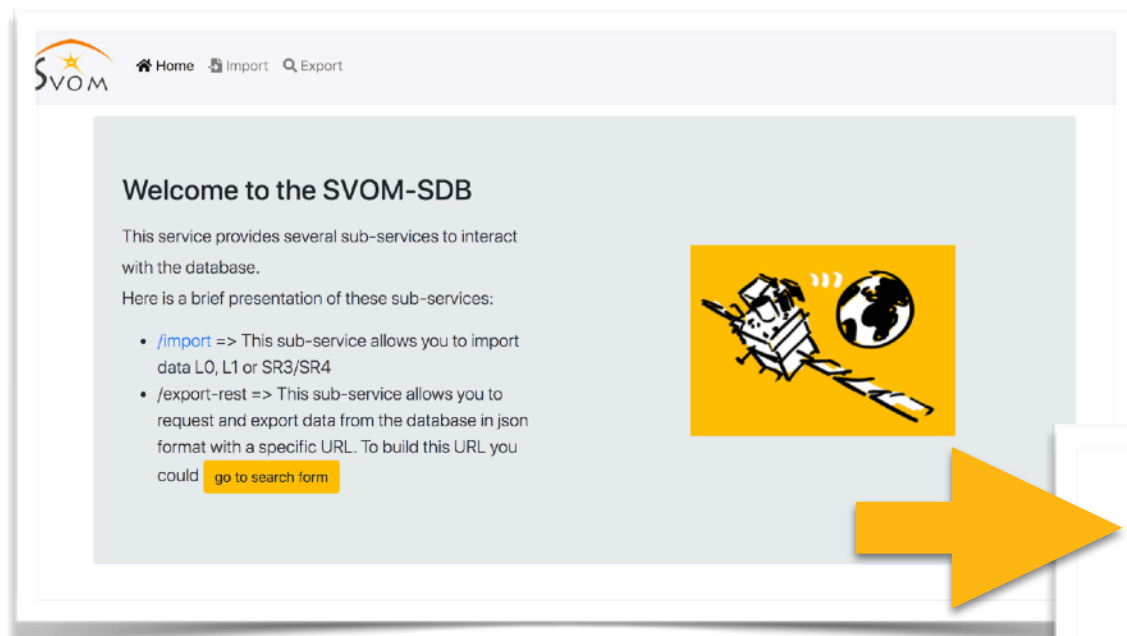 SVOM
Home Import Export
Welcome to the SVOM-SDB
This service provides several sub-services to interact
with the database.
Here is a brief presentation of these sub-services:
• /import => This sub-service allows you to import
data L0, L1 or SR3/SR4
• /export-rest => This sub-service allows you to
request and export data from the database in json
format with a specific URL. To build this URL you
could go to search form